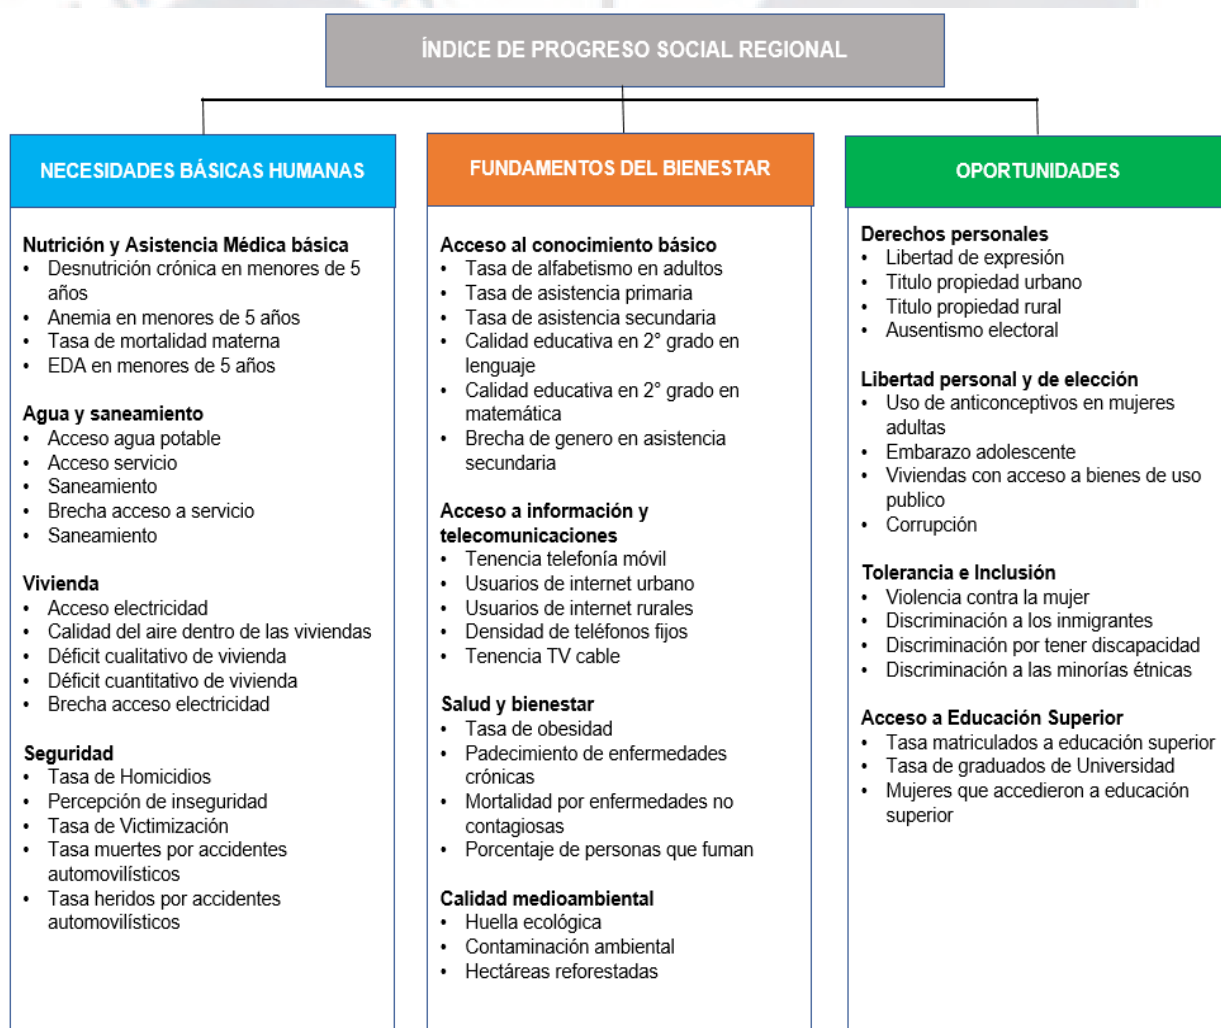 ÍNDICE DE PROGRESO SOCIAL REGIONAL
NECESIDADES BÁSICAS HUMANAS
Nutrición y Asistencia Médica básica
• Desnutrición crónica en menores de 5
años
• Anemia en menores de 5 años
• Tasa de mortalidad materna
• EDA en menores de 5 años
Agua y saneamiento
• Acceso agua potable
• Acceso servicio
• Saneamiento
• Brecha acceso a servicio
• Saneamiento
Vivienda
• Acceso electricidad
• Calidad del aire dentro de las viviendas
• Déficit cualitativo de vivienda
• Déficit cuantitativo de vivienda
• Brecha acceso electricidad
Seguridad
• Tasa de Homicidios
• Percepción de inseguridad
• Tasa de Victimización
• Tasa muertes por accidentes
automovilísticos
• Tasa heridos por accidentes
automovilísticos
FUNDAMENTOS DEL BIENESTAR
Acceso al conocimiento básico
• Tasa de alfabetismo en adultos
• Tasa de asistencia primaria
• Tasa de asistencia secundaria
• Calidad educativa en 2° grado en
lenguaje
• Calidad educativa en 2° grado en
matemática
• Brecha de genero en asistencia
secundaria
Acceso a información y
telecomunicaciones
• Tenencia telefonía móvil
• Usuarios de internet urbano
• Usuarios de internet rurales
• Densidad de teléfonos fijos
• Tenencia TV cable
Salud y bienestar
• Tasa de obesidad
• Padecimiento de enfermedades
crónicas
• Mortalidad por enfermedades no
contagiosas
• Porcentaje de personas que fuman
Calidad medioambiental
• Huella ecológica
• Contaminación ambiental
• Hectáreas reforestadas
OPORTUNIDADES
Derechos personales
• Libertad de expresión
• Titulo propiedad urbano
• Titulo propiedad rural
• Ausentismo electoral
Libertad personal y de elección
• Uso de anticonceptivos en mujeres
adultas
• Embarazo adolescente
• Viviendas con acceso a bienes de uso
publico
• Corrupción
Tolerancia e Inclusión
• Violencia contra la mujer
• Discriminación a los inmigrantes
• Discriminación por tener discapacidad
• Discriminación a las minorías étnicas
Acceso a Educación Superior
• Tasa matriculados a educación superior
• Tasa de graduados de Universidad
• Mujeres que accedieron a educación
superior